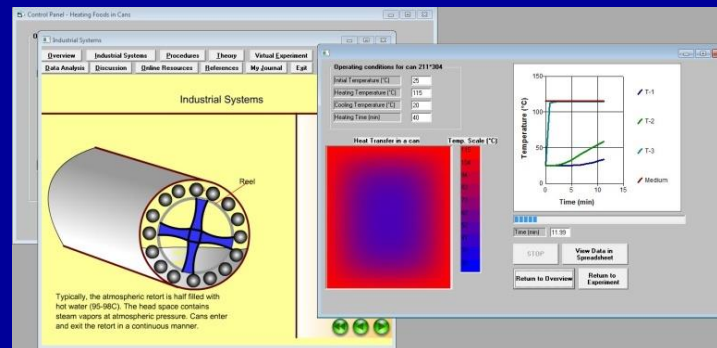 - Control Panel - Heating Foods in Cans
Industrial Systems
Overview Industrial Systems Procedures Theory Virtual Experiment
Data Analysis Discussion Online Resources References My Journal Exit
Industrial Systems
Reel
Typically, the atmospheric retort is half filled with
hot water (95-98C). The head space contains
steam vapors at atmospheric pressure. Cans enter
and exit the retort in a continuous manner.
Operating conditions for can 211*304
Initial Temperature (°C) 25
Heating Temperature (°C) 115
Cooling Temperature (°C) 20
Heating Time (min) 40
Heat Transfer in a can
Temp. Scale (°C)
Temperature (°C)
150
100
50
0
0 5 10 15
Time (min)
T-1
T-2
T-3
Medium
Time (min) 11.99
STOP
View Data in
Spreadsheet
Return to Overview
Return to
Experiment